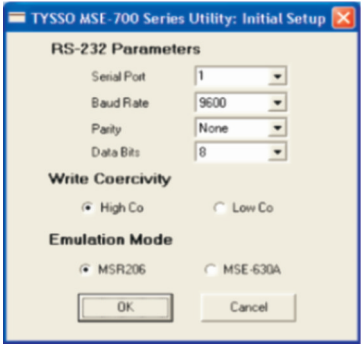 TYSSO MSE-700 Series Utility: Initial Setup
RS-232 Parameters
Serial Port 1
Baud Rate 9600
Parity None
Data Bits 8
Write Coercivity
High Co Low Co
Emulation Mode
MSR206 MSE-630A
OK Cancel